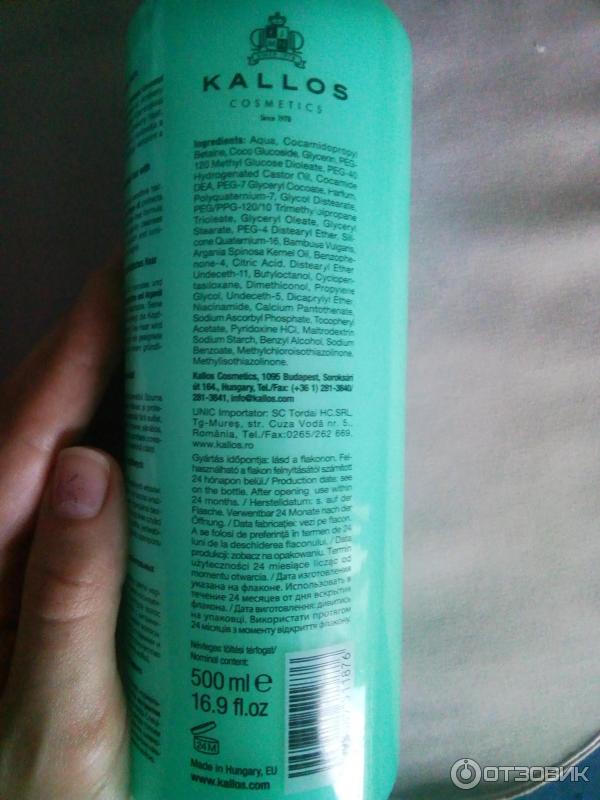 KALLOS
COSMETICS
Since 1978
Ingredients: Aqua, Cocamidopropyl
Betaine, Coco Glucoside, Glycerin, PEG-
120 Methyl Glucose Dioleate, PEG-40
Hydrogenated Castor Oil, Cocamide
DEA, PEG-7 Glyceryl Cocoate, Parfum,
Polyquaternium-7, Glycol Distearate,
PEG/PPG-120/10 Trimethylolpropane
Trioleate, Glyceryl Oleate, Glyceryl
Stearate, PEG-4 Distearyl Ether, Sili-
cone Quaternium-16, Bambusa Vulgaris,
Argania Spinosa Kernel Oil, Benzophe-
none-4, Citric Acid, Distearyl Ether
Undeceth-11, Butyloctanol, Cyclopen-
tasiloxane, Dimethiconol, Propylene
Glycol, Undeceth-5, Dicaprylyl Ether
Niacinamide, Calcium Pantothenate,
Sodium Ascorbyl Phosphate, Tocopheryl
Acetate, Pyridoxine HCl, Maltrodextrin
Sodium Starch, Benzyl Alcohol, Sodium
Benzoate, Methylchloroisothiazolinone,
Methylisothiazolinone.
Kallos Cosmetics, 1095 Budapest, Soroksári
út 164., Hungary, Tel./Fax: (+36 1) 281-3640/
281-3641, info@kallos.com
UNIC Importator: SC Tordai HC.SRL
Tg-Mureș, str. Cuza Vodă nr. 5.,
România, Tel./Fax:0265/262 669.
www.kallos.ro
Gyártás időpontja: lásd a flakonon. Fel-
használható a flakon felnyitásától számított
24 hónapon belül./ Production date: see
on the bottle. After opening: use within
24 months. / Herstelldatum: s. auf der
Flasche. Verwentbar 24 Monate nach der
Öffnung. / Data fabricației: vezi pe flacon.
A se folosi de preferință în termen de 24
luni de la deschiderea flaconului. / Data
produkcji: zobacz na opakowaniu. Termin
użyteczności 24 miesiące licząc od
momentu otwarcia. / Дата изготовления
указана на флаконе. Использовать в
течение 24 месяцев от дня вскрытия
флакона. / Дата виготовлення: дивитись
на упаковці. Використати протягом
24 місяців з моменту відкриття флакону.
Névleges töltési térfogat/
Nominal content:
500 ml e
16.9 fl.oz
24 M
Made in Hungary, EU
www.kallos.com
ОТЗОВИК